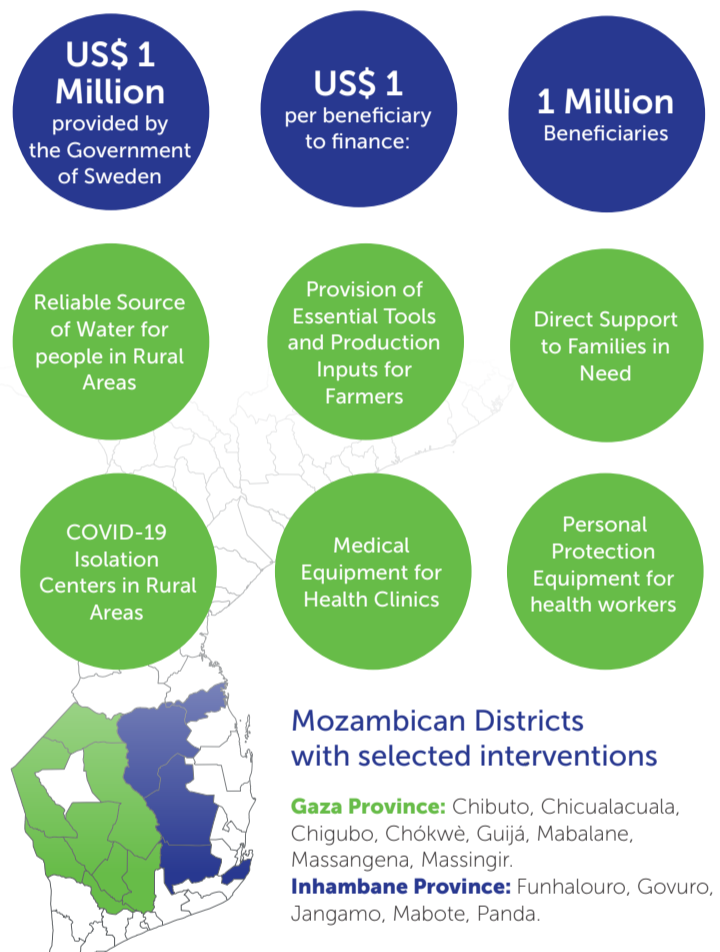 US$ 1
Million
provided by
the Government
of Sweden
US$ 1
per beneficiary
to finance:
1 Million
Beneficiaries
Reliable Source
of Water for
people in Rural
Areas
Provision of
Essential Tools
and Production
Inputs for
Farmers
Direct Support
to Families in
Need
COVID-19
Isolation
Centers in Rural
Areas
Medical
Equipment for
Health Clinics
Personal
Protection
Equipment for
health workers
Mozambican Districts
with selected interventions
Gaza Province: Chibuto, Chicualacuala,
Chigubo, Chókwè, Guijá, Mabalane,
Massangena, Massingir.
Inhambane Province: Funhalouro, Govuro,
Jangamo, Mabote, Panda.